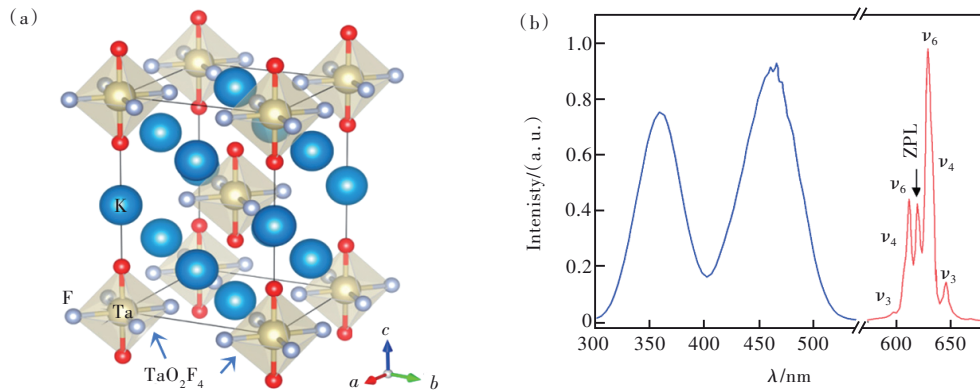 (a)
K
F
Ta
TaO₂F₄
c
a
b
(b)
Intenisty/(a. u.)
1.0
0.8
0.6
0.4
0.2
0
300
350
400
450
500
600
650
λ/nm
ν₆
ZPL
ν₄
ν₆
ν₄
ν₃
ν₃